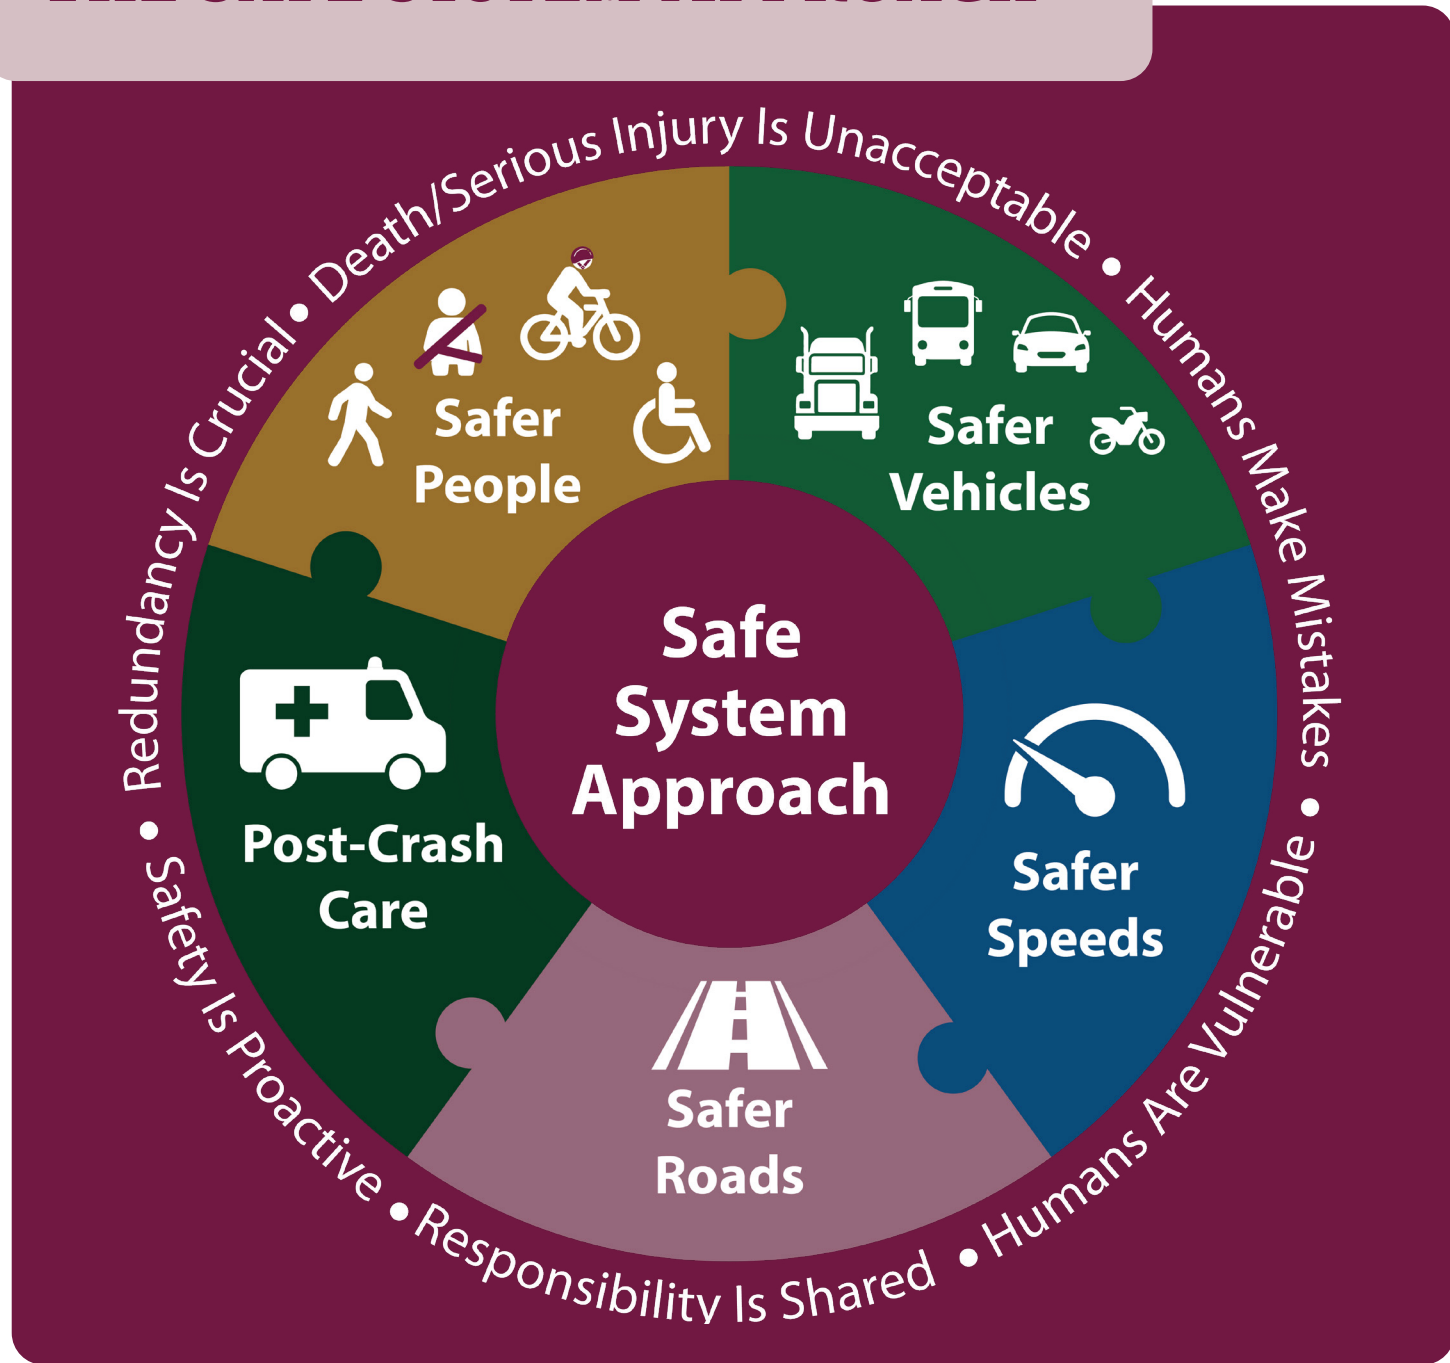 Death/Serious Injury Is Unacceptable •
Humans Make Mistakes •
Humans Are Vulnerable •
Responsibility Is Shared •
Safety Is Proactive •
Redundancy Is Crucial •
Safer
People
Safer
Vehicles
Safe
System
Approach
Post-Crash
Care
Safer
Speeds
Safer
Roads